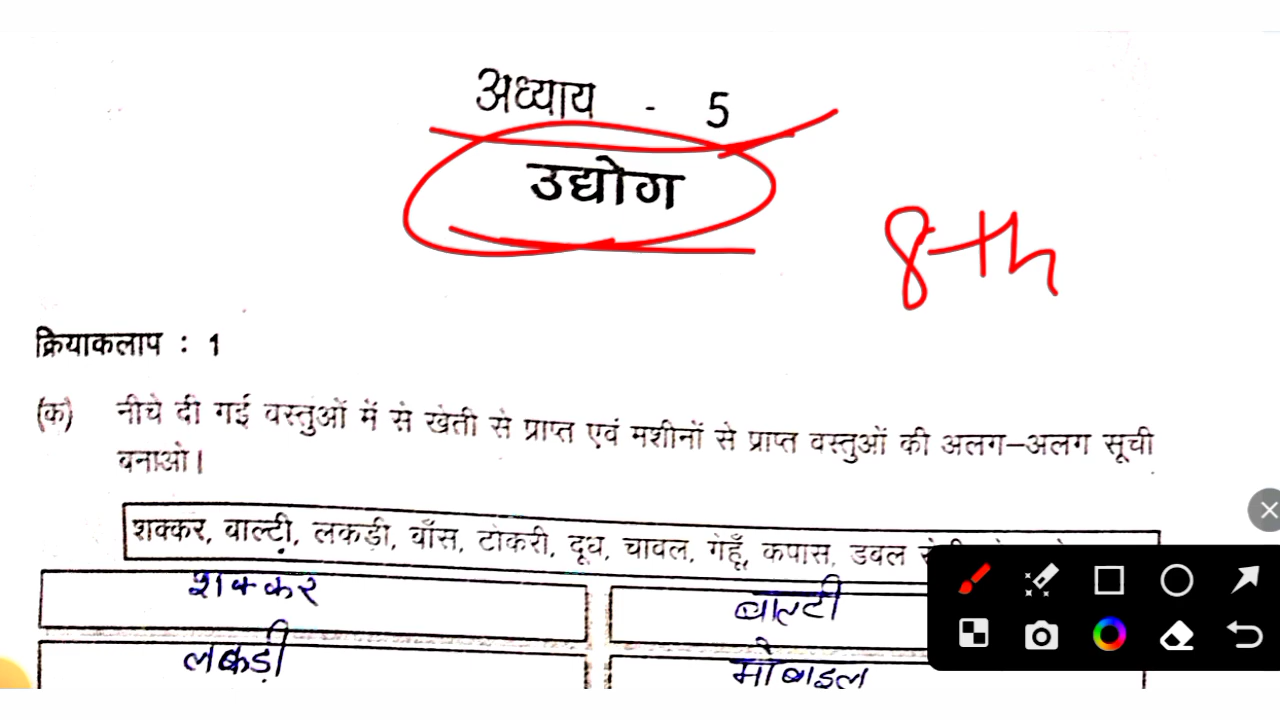 अध्याय - 5
उद्योग
8th
क्रियाकलाप : 1
(क) नीचे दी गई वस्तुओं में से खेती से प्राप्त एवं मशीनों से प्राप्त वस्तुओं की अलग–अलग सूची
बनाओ।
शक्कर, बाल्टी, लकड़ी, बाँस, टोकरी, दूध, चावल, गेहूँ, कपास, डबल
शक्कर बाल्टी
लकड़ी मोबाइल